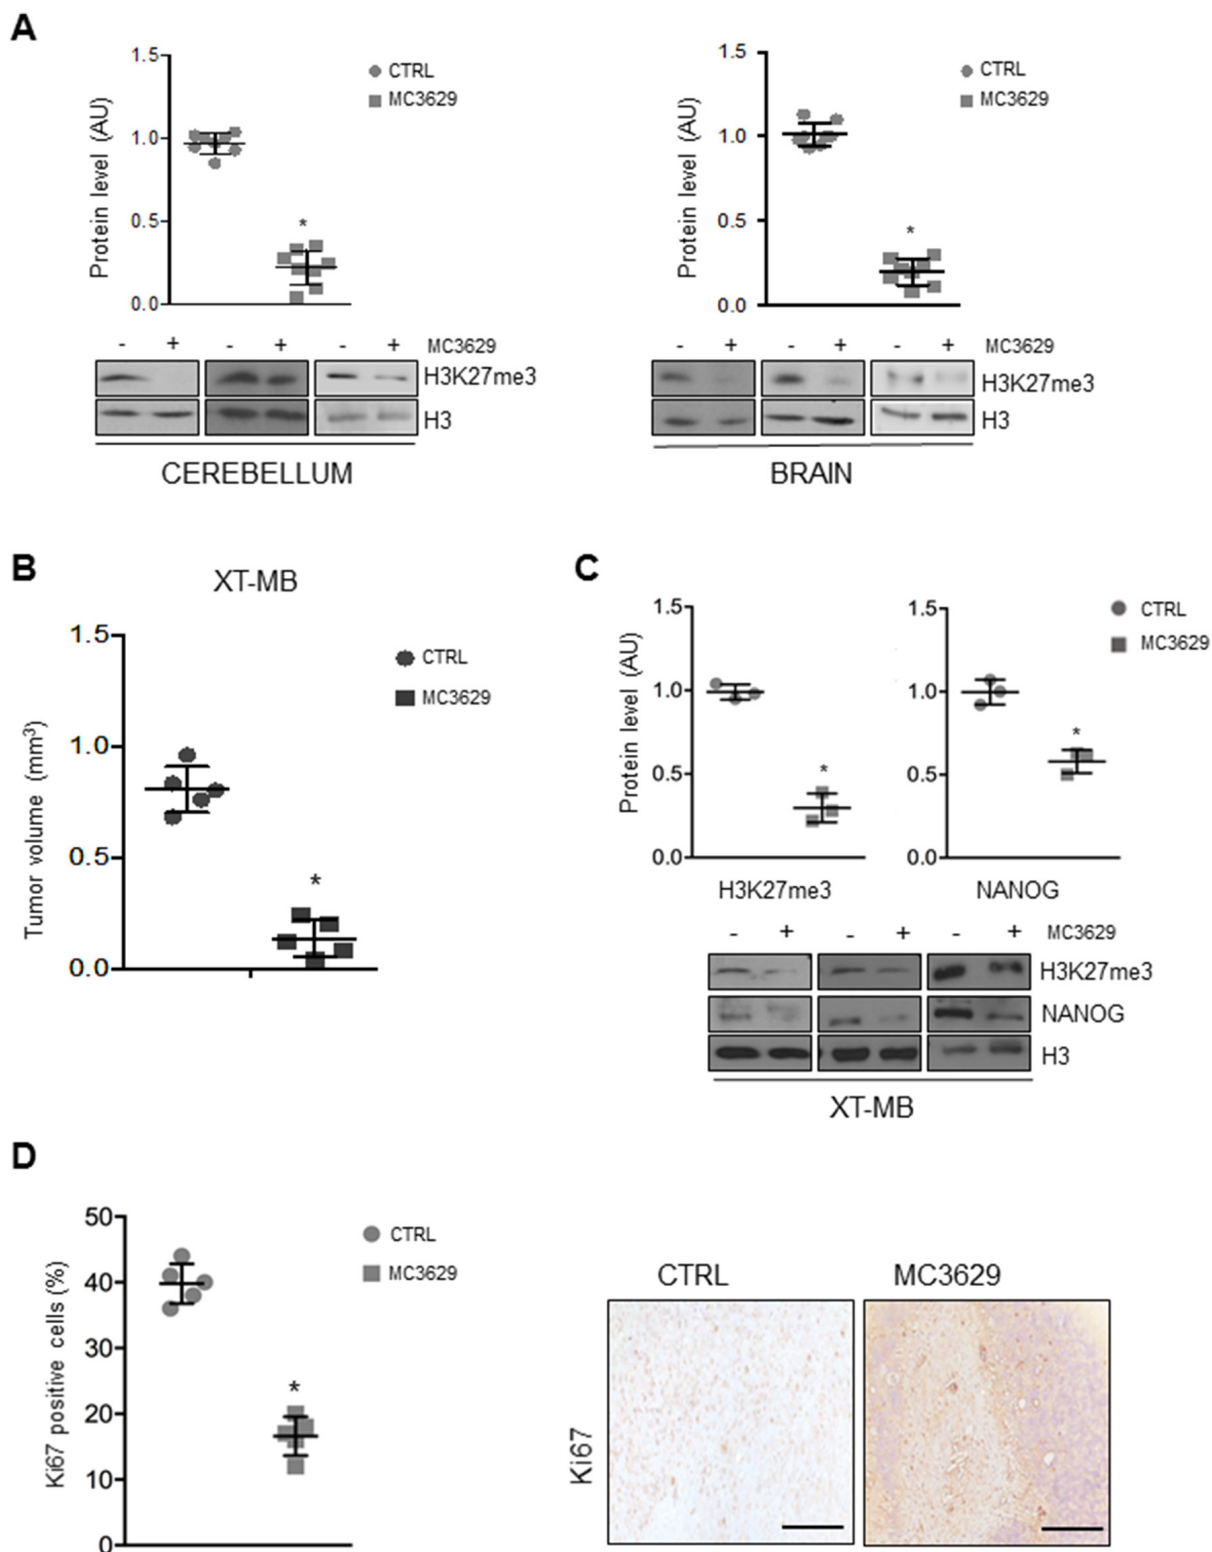 A
Protein level (AU)
1.5
1.0
0.5
0.0
*
CTRL
MC3629
- + - + - + MC3629
H3K27me3
H3
CEREBELLUM
Protein level (AU)
1.5
1.0
0.5
0.0
*
CTRL
MC3629
- + - + - + MC3629
H3K27me3
H3
BRAIN
B
XT-MB
Tumor volume (mm³)
1.5
1.0
0.5
0.0
*
CTRL
MC3629
C
Protein level (AU)
1.5
1.0
0.5
0.0
*
H3K27me3
1.5
1.0
0.5
0.0
*
NANOG
CTRL
MC3629
- + - + - + MC3629
H3K27me3
NANOG
H3
XT-MB
D
Ki67 positive cells (%)
50
40
30
20
10
0
*
CTRL
MC3629
CTRL MC3629
Ki67